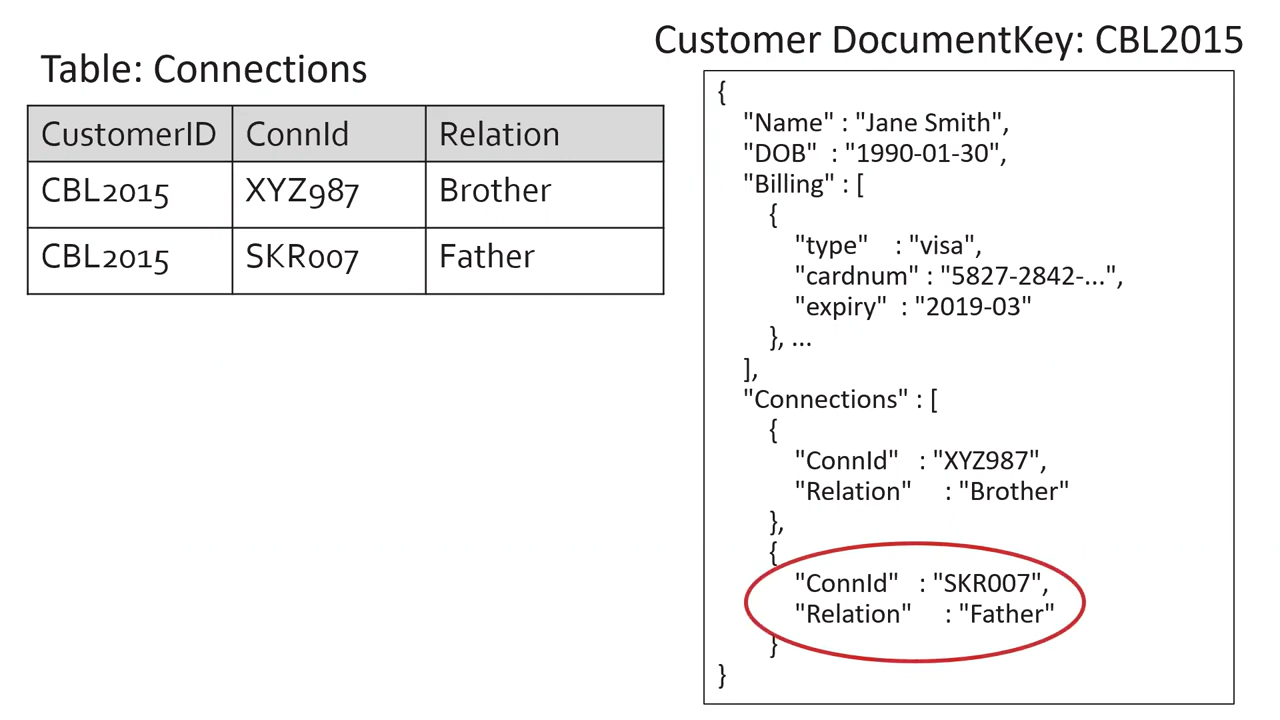 Table: Connections
CustomerID ConnId Relation
CBL2015 XYZ987 Brother
CBL2015 SKR007 Father
Customer DocumentKey: CBL2015
{
"Name" : "Jane Smith",
"DOB" : "1990-01-30",
"Billing" : [
{
"type" : "visa",
"cardnum" : "5827-2842-...",
"expiry" : "2019-03"
}, ...
],
"Connections" : [
{
"ConnId" : "XYZ987",
"Relation" : "Brother"
},
{
"ConnId" : "SKR007",
"Relation" : "Father"
}
}